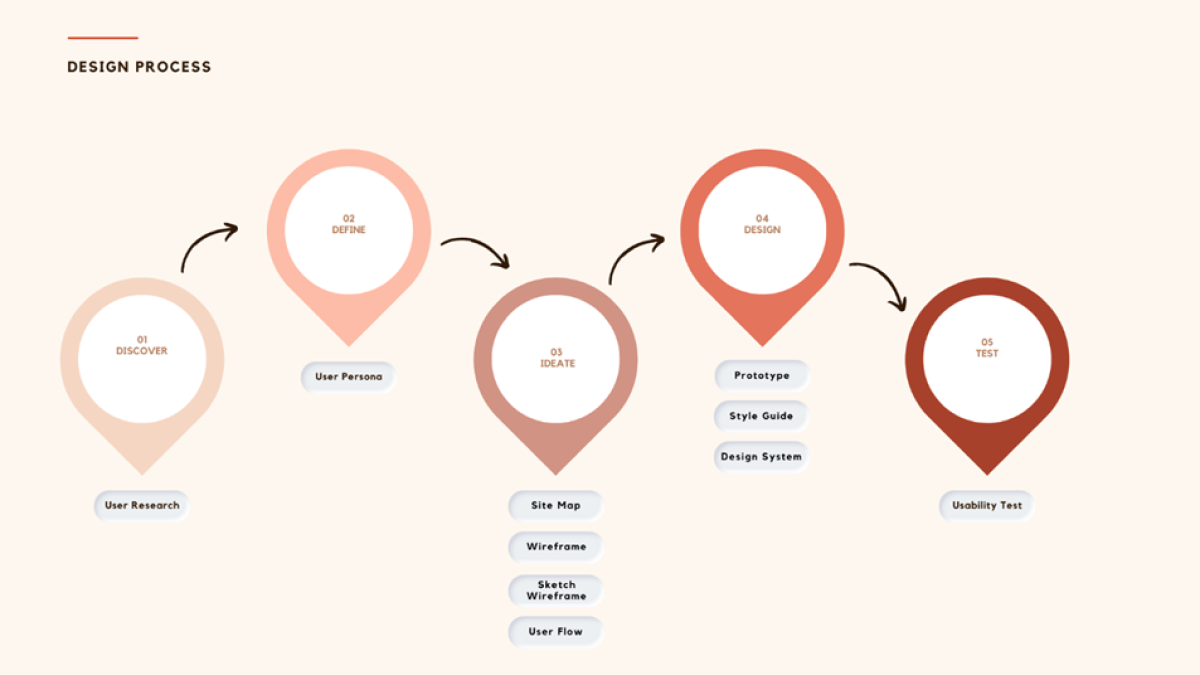 DESIGN PROCESS
01
DISCOVER
User Research
02
DEFINE
User Persona
03
IDEATE
Site Map
Wireframe
Sketch
Wireframe
User Flow
04
DESIGN
Prototype
Style Guide
Design System
05
TEST
Usability Test